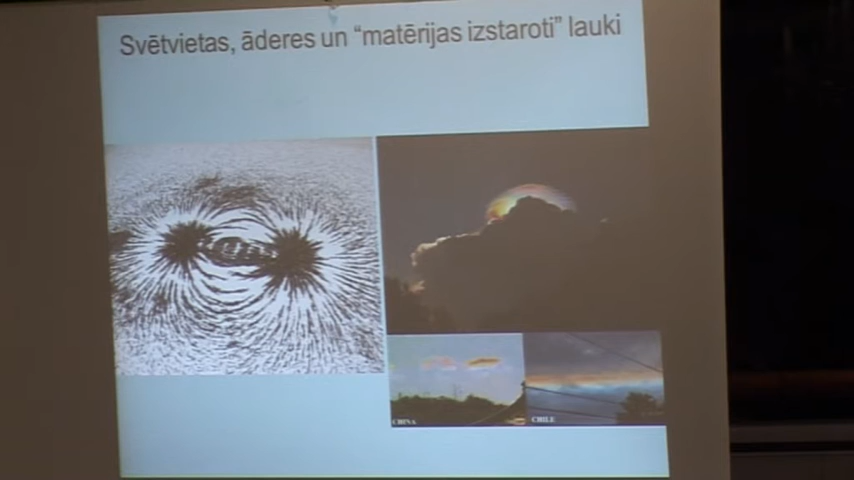 Svētvietas, āderes un “matērijas izstaroti” lauki
CHINA
CHILE